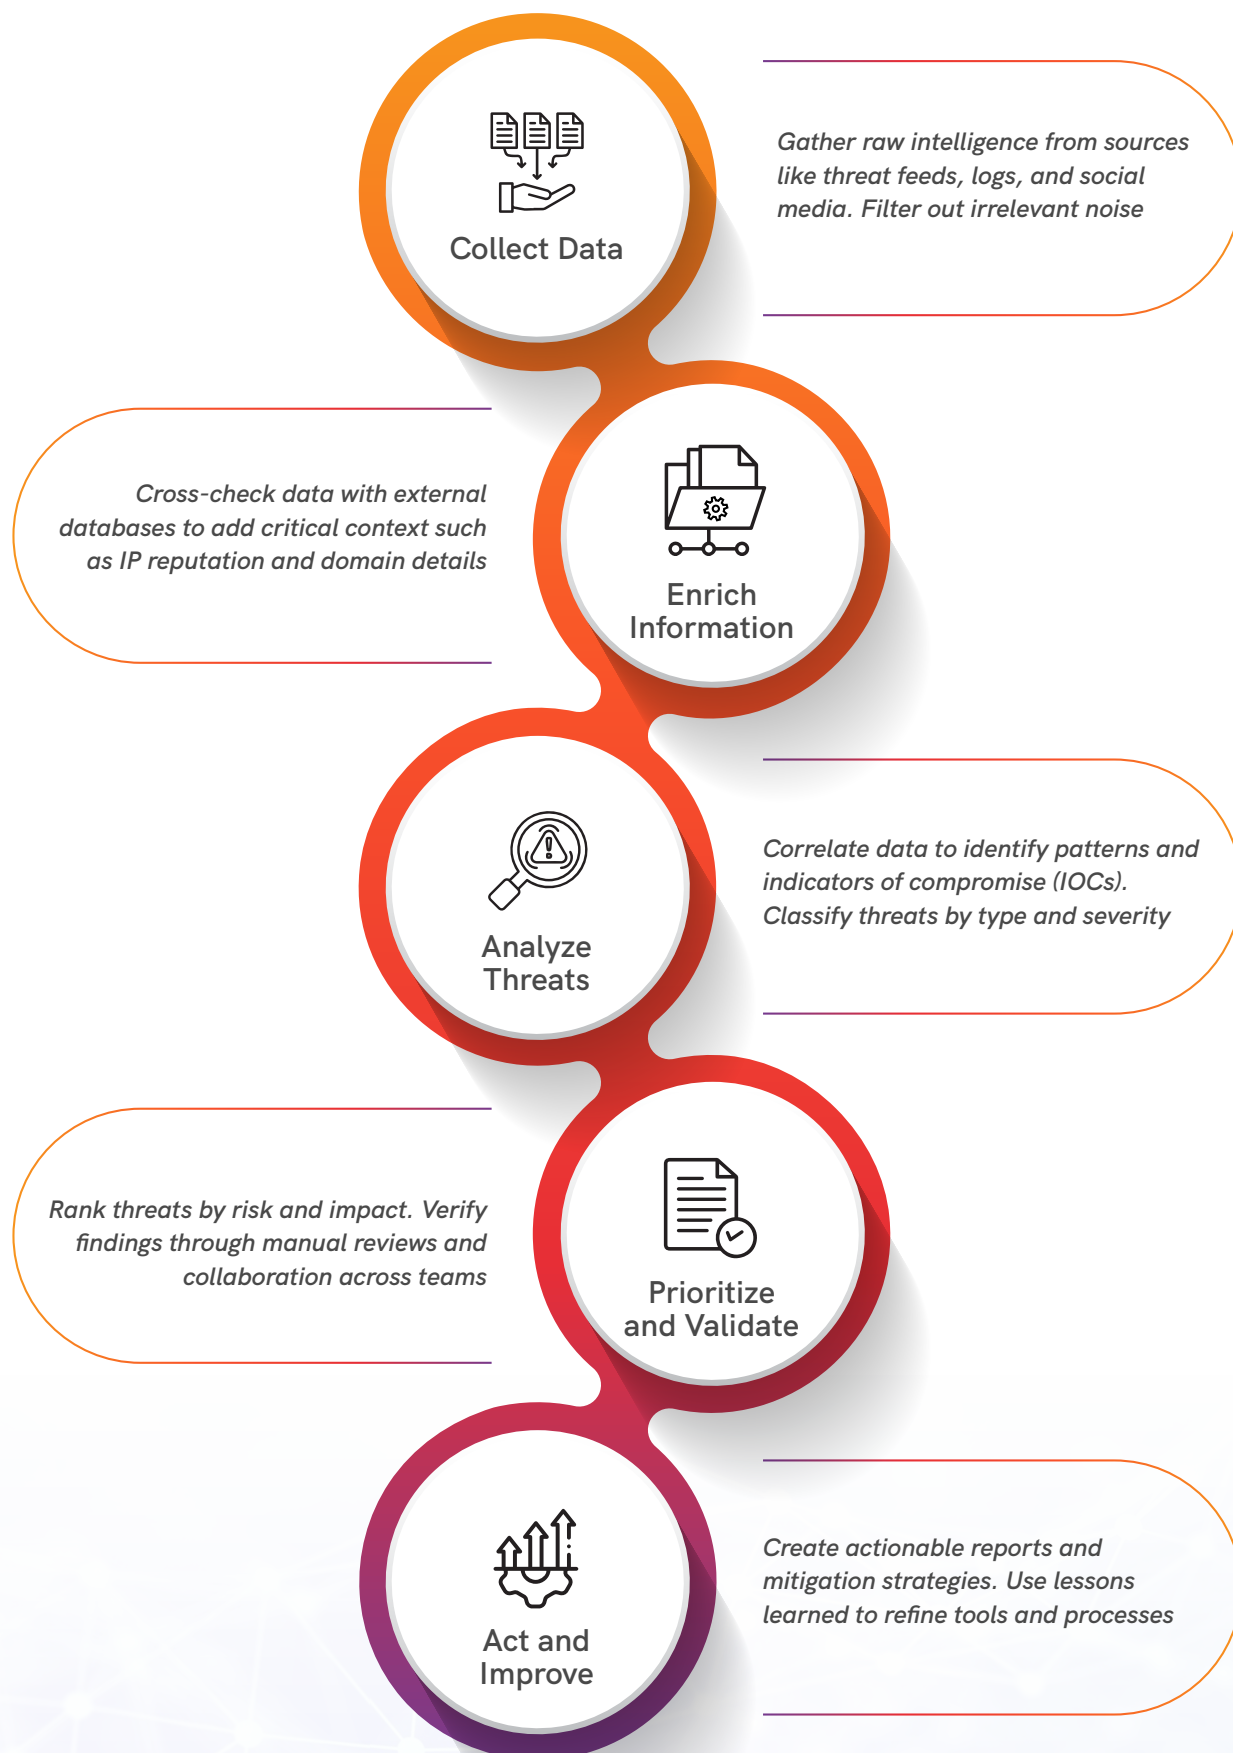 Collect Data
Gather raw intelligence from sources
like threat feeds, logs, and social
media. Filter out irrelevant noise
Enrich
Information
Cross-check data with external
databases to add critical context such
as IP reputation and domain details
Analyze
Threats
Correlate data to identify patterns and
indicators of compromise (IOCs).
Classify threats by type and severity
Prioritize
and Validate
Rank threats by risk and impact. Verify
findings through manual reviews and
collaboration across teams
Act and
Improve
Create actionable reports and
mitigation strategies. Use lessons
learned to refine tools and processes